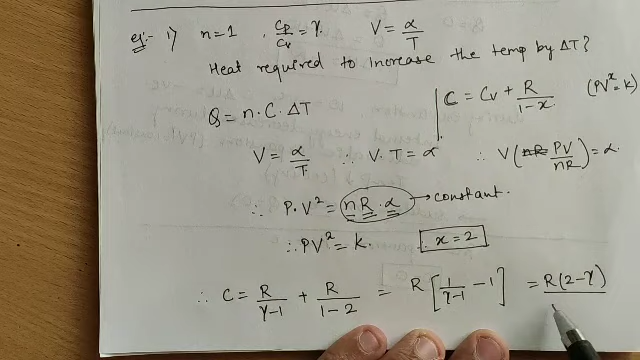 eg:- 1) n=1 , Cp/Cv = γ. V = α/T
Heat required to increase the temp by ΔT?
Q = n·C·ΔT
C = Cv + R/(1-x) (PV^x = k)
V = α/T ∴ V·T = α ∴ V(PV/nR) = α
∴ P·V² = nR·α → constant.
∴ PV² = k. ∴ x = 2
∴ C = R/(γ-1) + R/(1-2) = R[1/(γ-1) - 1] = R(2-γ)